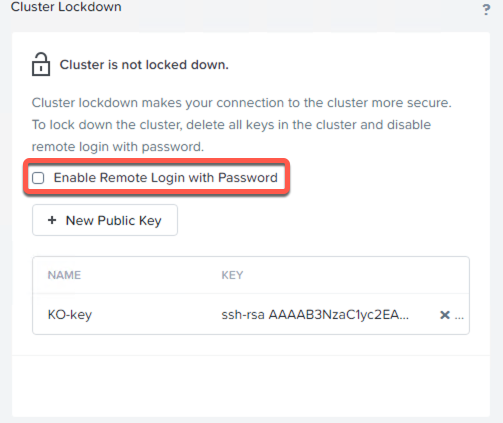 Cluster Lockdown
?
Cluster is not locked down.
Cluster lockdown makes your connection to the cluster more secure.
To lock down the cluster, delete all keys in the cluster and disable
remote login with password.
Enable Remote Login with Password
+ New Public Key
NAME KEY
KO-key ssh-rsa AAAAB3NzaC1yc2EA... × ...